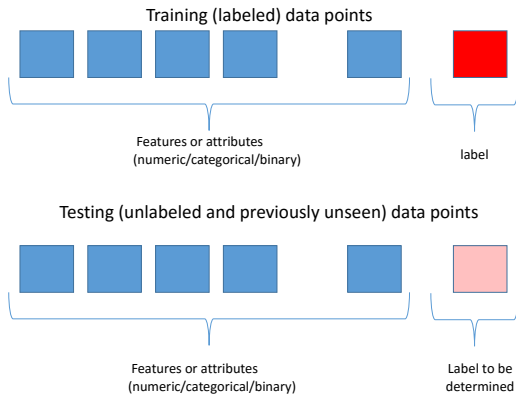 Training (labeled) data points
Features or attributes
(numeric/categorical/binary)
label
Testing (unlabeled and previously unseen) data points
Features or attributes
(numeric/categorical/binary)
Label to be
determined